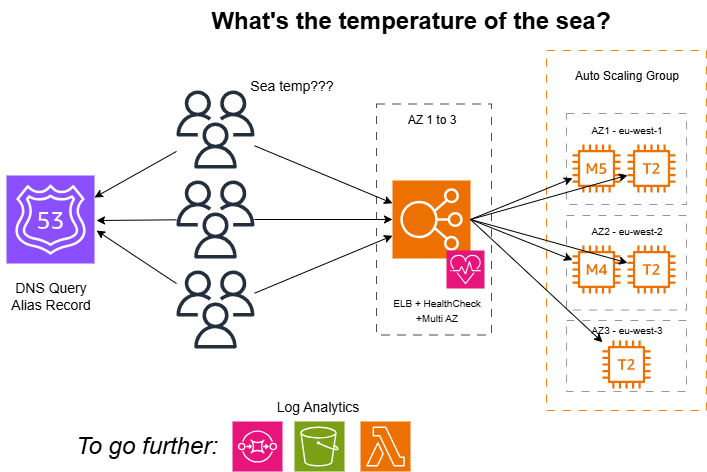 What's the temperature of the sea?
Sea temp???
Auto Scaling Group
AZ 1 to 3
AZ1 - eu-west-1
M5
T2
53
AZ2 - eu-west-2
M4
T2
DNS Query
Alias Record
ELB + HealthCheck
+Multi AZ
AZ3 - eu-west-3
T2
Log Analytics
To go further: